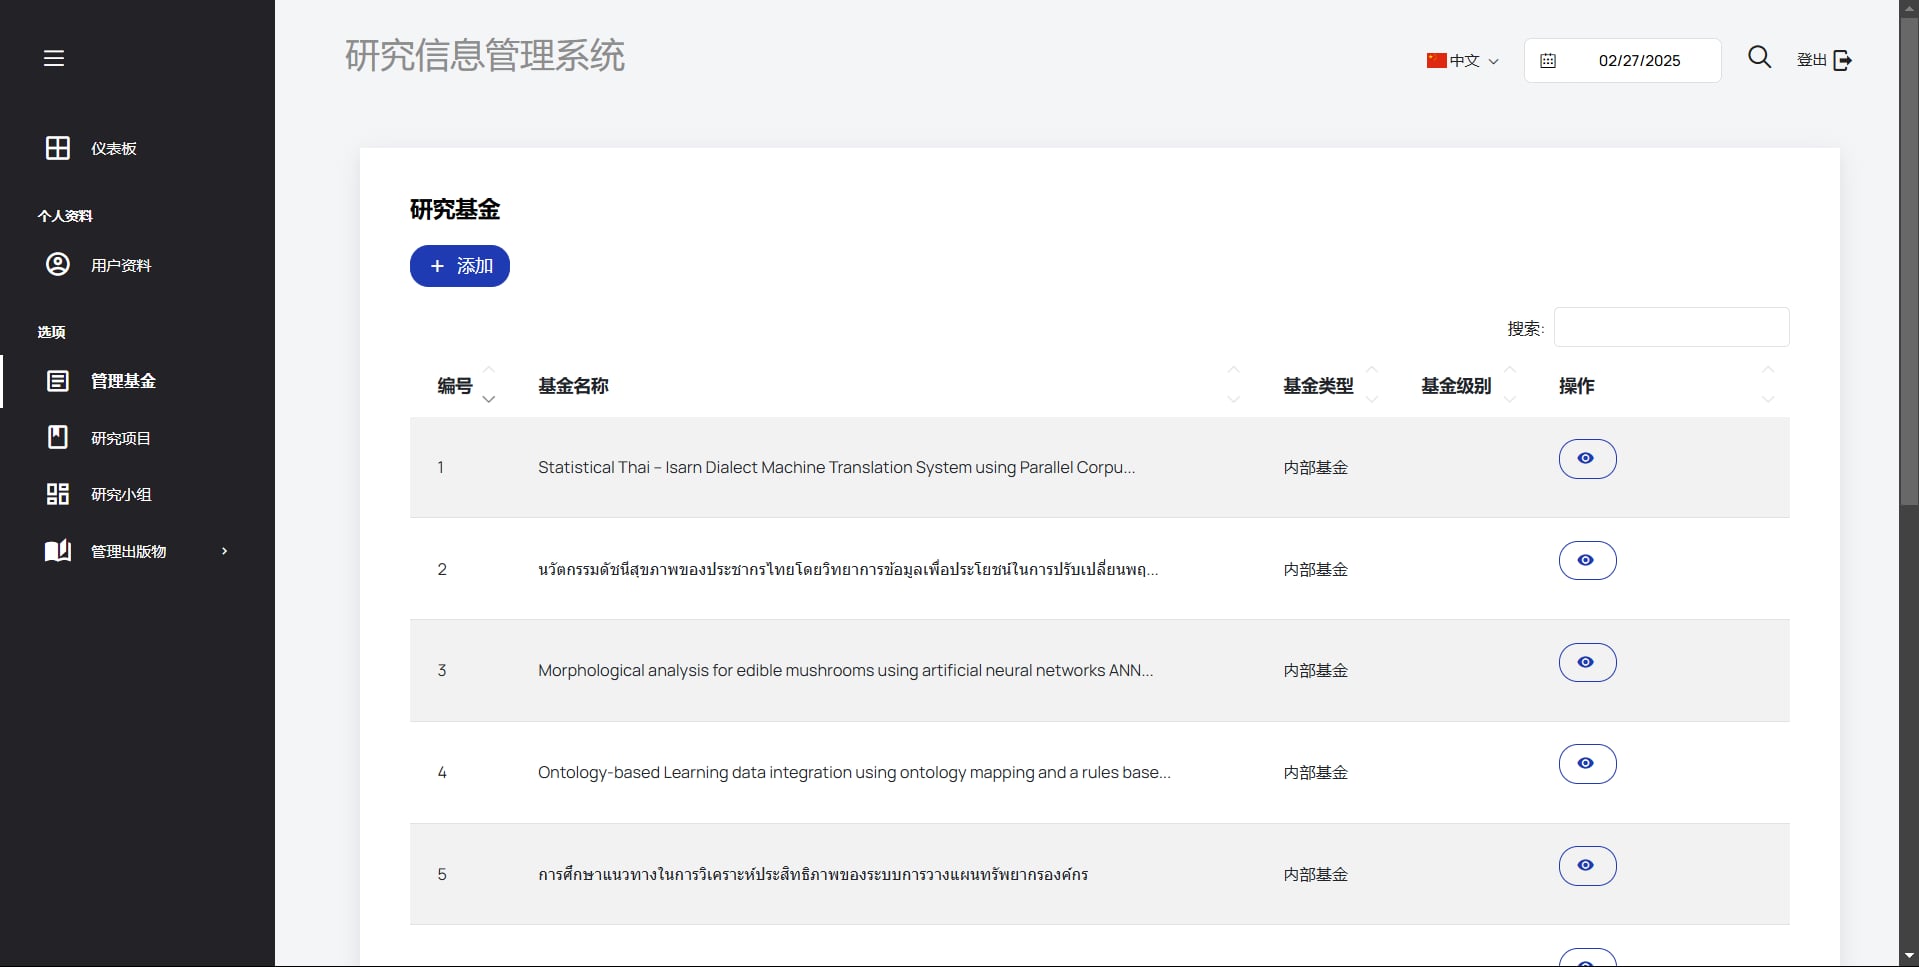 研究信息管理系统
中文
02/27/2025
登出
仪表板
个人资料
用户资料
选项
管理基金
研究项目
研究小组
管理出版物
研究基金
+ 添加
搜索:
编号 基金名称 基金类型 基金级别 操作
1 Statistical Thai – Isarn Dialect Machine Translation System using Parallel Corpu... 内部基金
2 นวัตกรรมดัชนีสุขภาพของประชากรไทยโดยวิทยาการข้อมูลเพื่อประโยชน์ในการปรับเปลี่ยนพฤ... 内部基金
3 Morphological analysis for edible mushrooms using artificial neural networks ANN... 内部基金
4 Ontology-based Learning data integration using ontology mapping and a rules base... 内部基金
5 การศึกษาแนวทางในการวิเคราะห์ประสิทธิภาพของระบบการวางแผนทรัพยากรองค์กร 内部基金